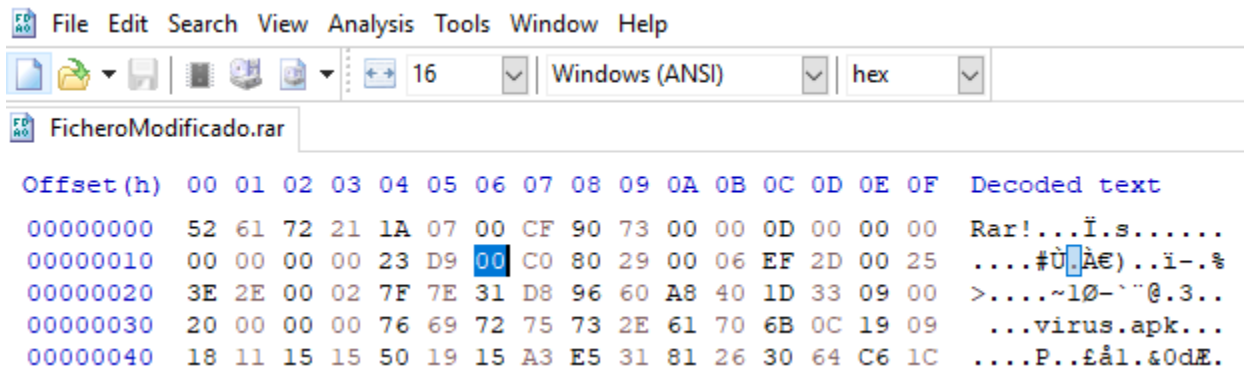 File Edit Search View Analysis Tools Window Help
16 Windows (ANSI) hex
FicheroModificado.rar
Offset(h) 00 01 02 03 04 05 06 07 08 09 0A 0B 0C 0D 0E 0F Decoded text
00000000 52 61 72 21 1A 07 00 CF 90 73 00 00 0D 00 00 00 Rar!...Ï.s......
00000010 00 00 00 00 23 D9 00 C0 80 29 00 06 EF 2D 00 25 ....#Ù.À€)..ï-.%
00000020 3E 2E 00 02 7F 7E 31 D8 96 60 A8 40 1D 33 09 00 >....~1Ø–`¨@.3..
00000030 20 00 00 00 76 69 72 75 73 2E 61 70 6B 0C 19 09 ...virus.apk...
00000040 18 11 15 15 50 19 15 A3 E5 31 81 26 30 64 C6 1C ....P..£å1.&0dÆ.